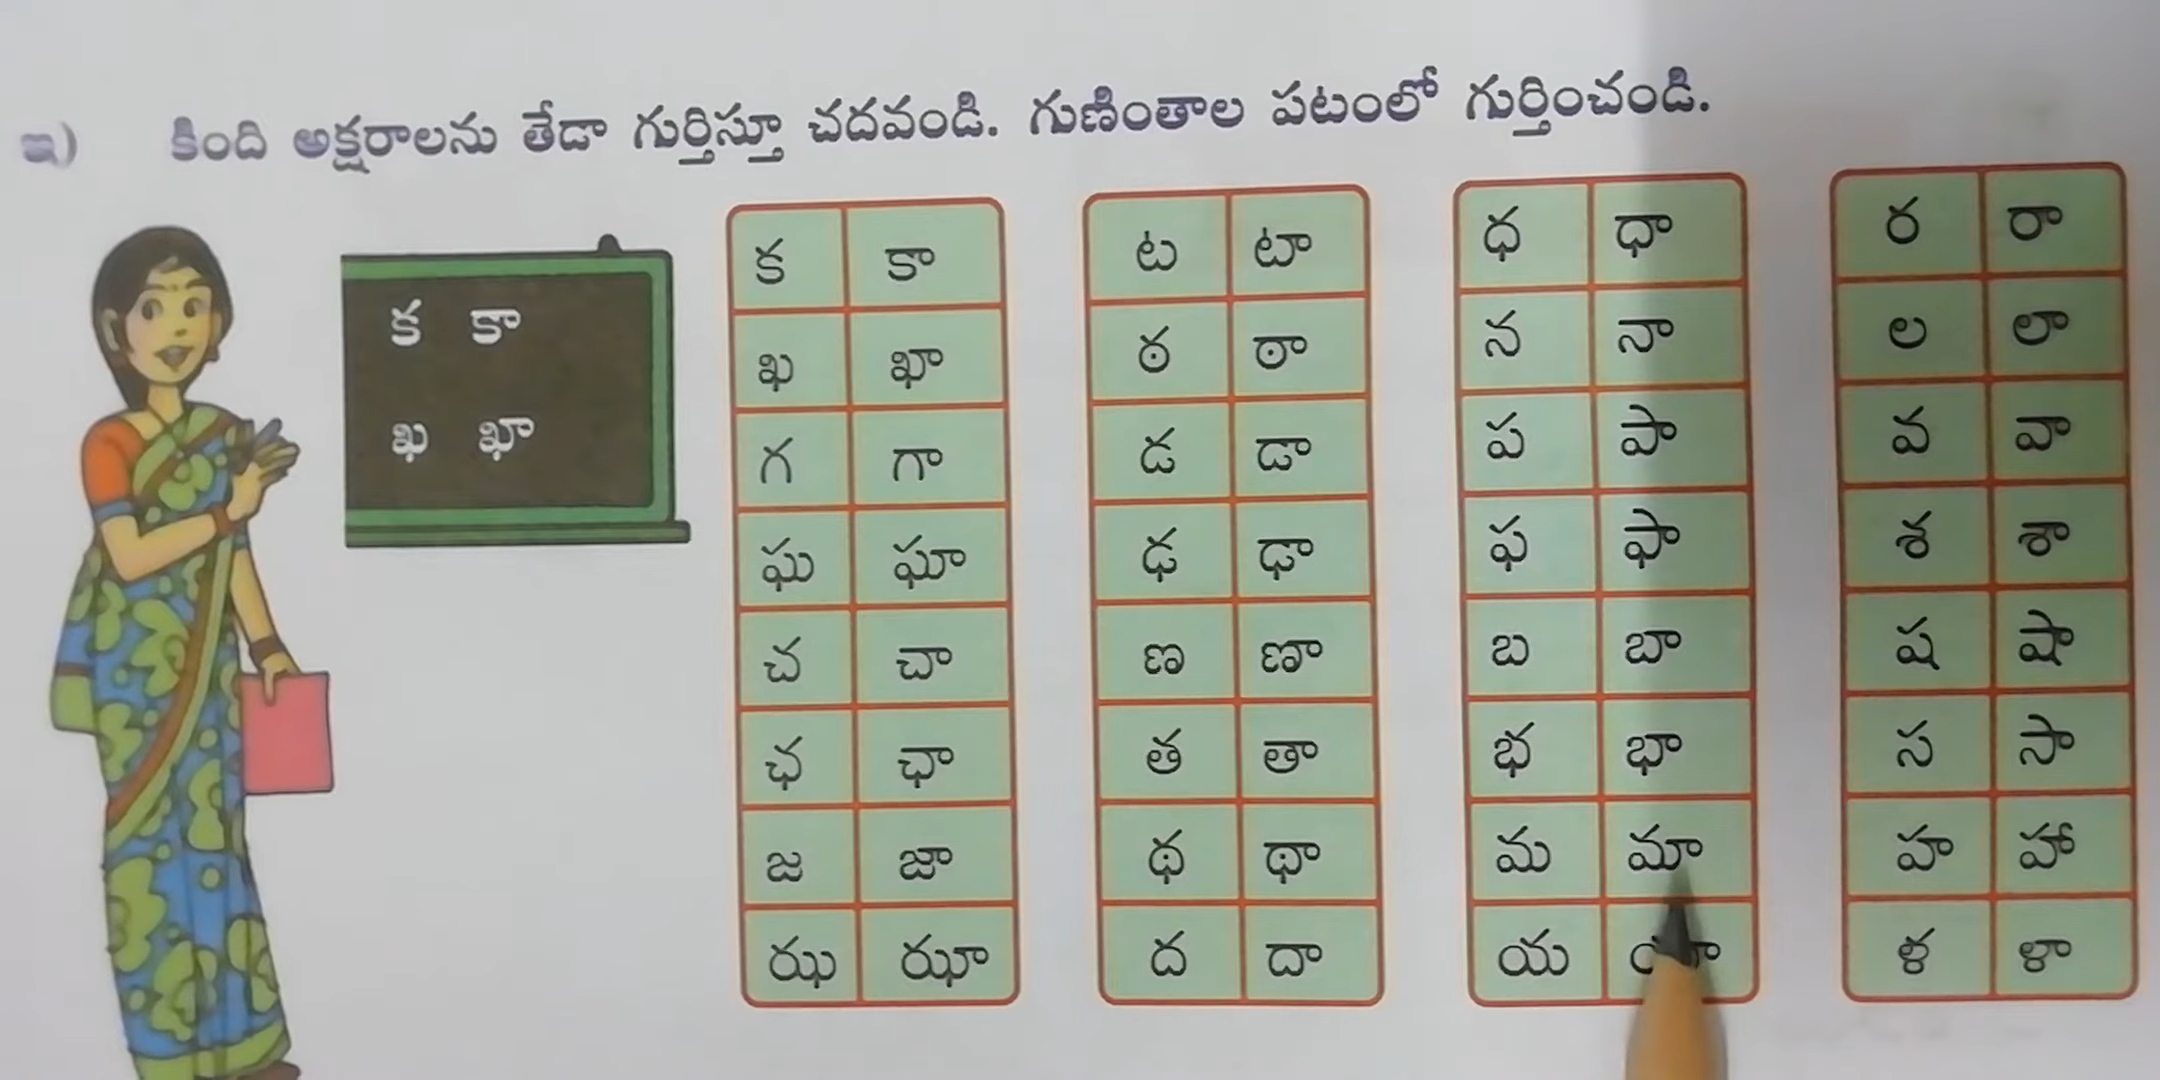 ఇ) కింది అక్షరాలను తేడా గుర్తిస్తూ చదవండి. గుణింతాల పటంలో గుర్తించండి.
క కా
ఖ ఖా
క కా
ఖ ఖా
గ గా
ఘ ఘా
చ చా
ఛ ఛా
జ జా
ఝ ఝా
ట టా
ఠ ఠా
డ డా
ఢ ఢా
ణ ణా
త తా
థ థా
ద దా
ధ ధా
న నా
ప పా
ఫ ఫా
బ బా
భ భా
మ మా
య
ర రా
ల లా
వ వా
శ శా
ష షా
స సా
హ హా
ళ ళా